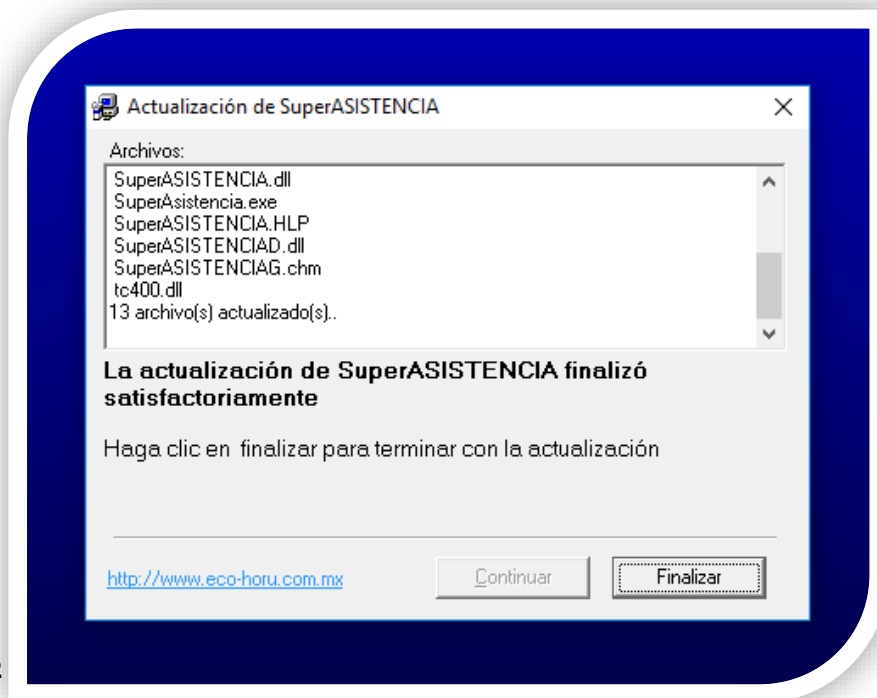 Actualización de SuperASISTENCIA
Archivos:
SuperASISTENCIA.dll
SuperAsistencia.exe
SuperASISTENCIA.HLP
SuperASISTENCIAD.dll
SuperASISTENCIAG.chm
tc400.dll
13 archivo(s) actualizado(s)..
La actualización de SuperASISTENCIA finalizó
satisfactoriamente
Haga clic en finalizar para terminar con la actualización
http://www.eco-horu.com.mx
Continuar
Finalizar